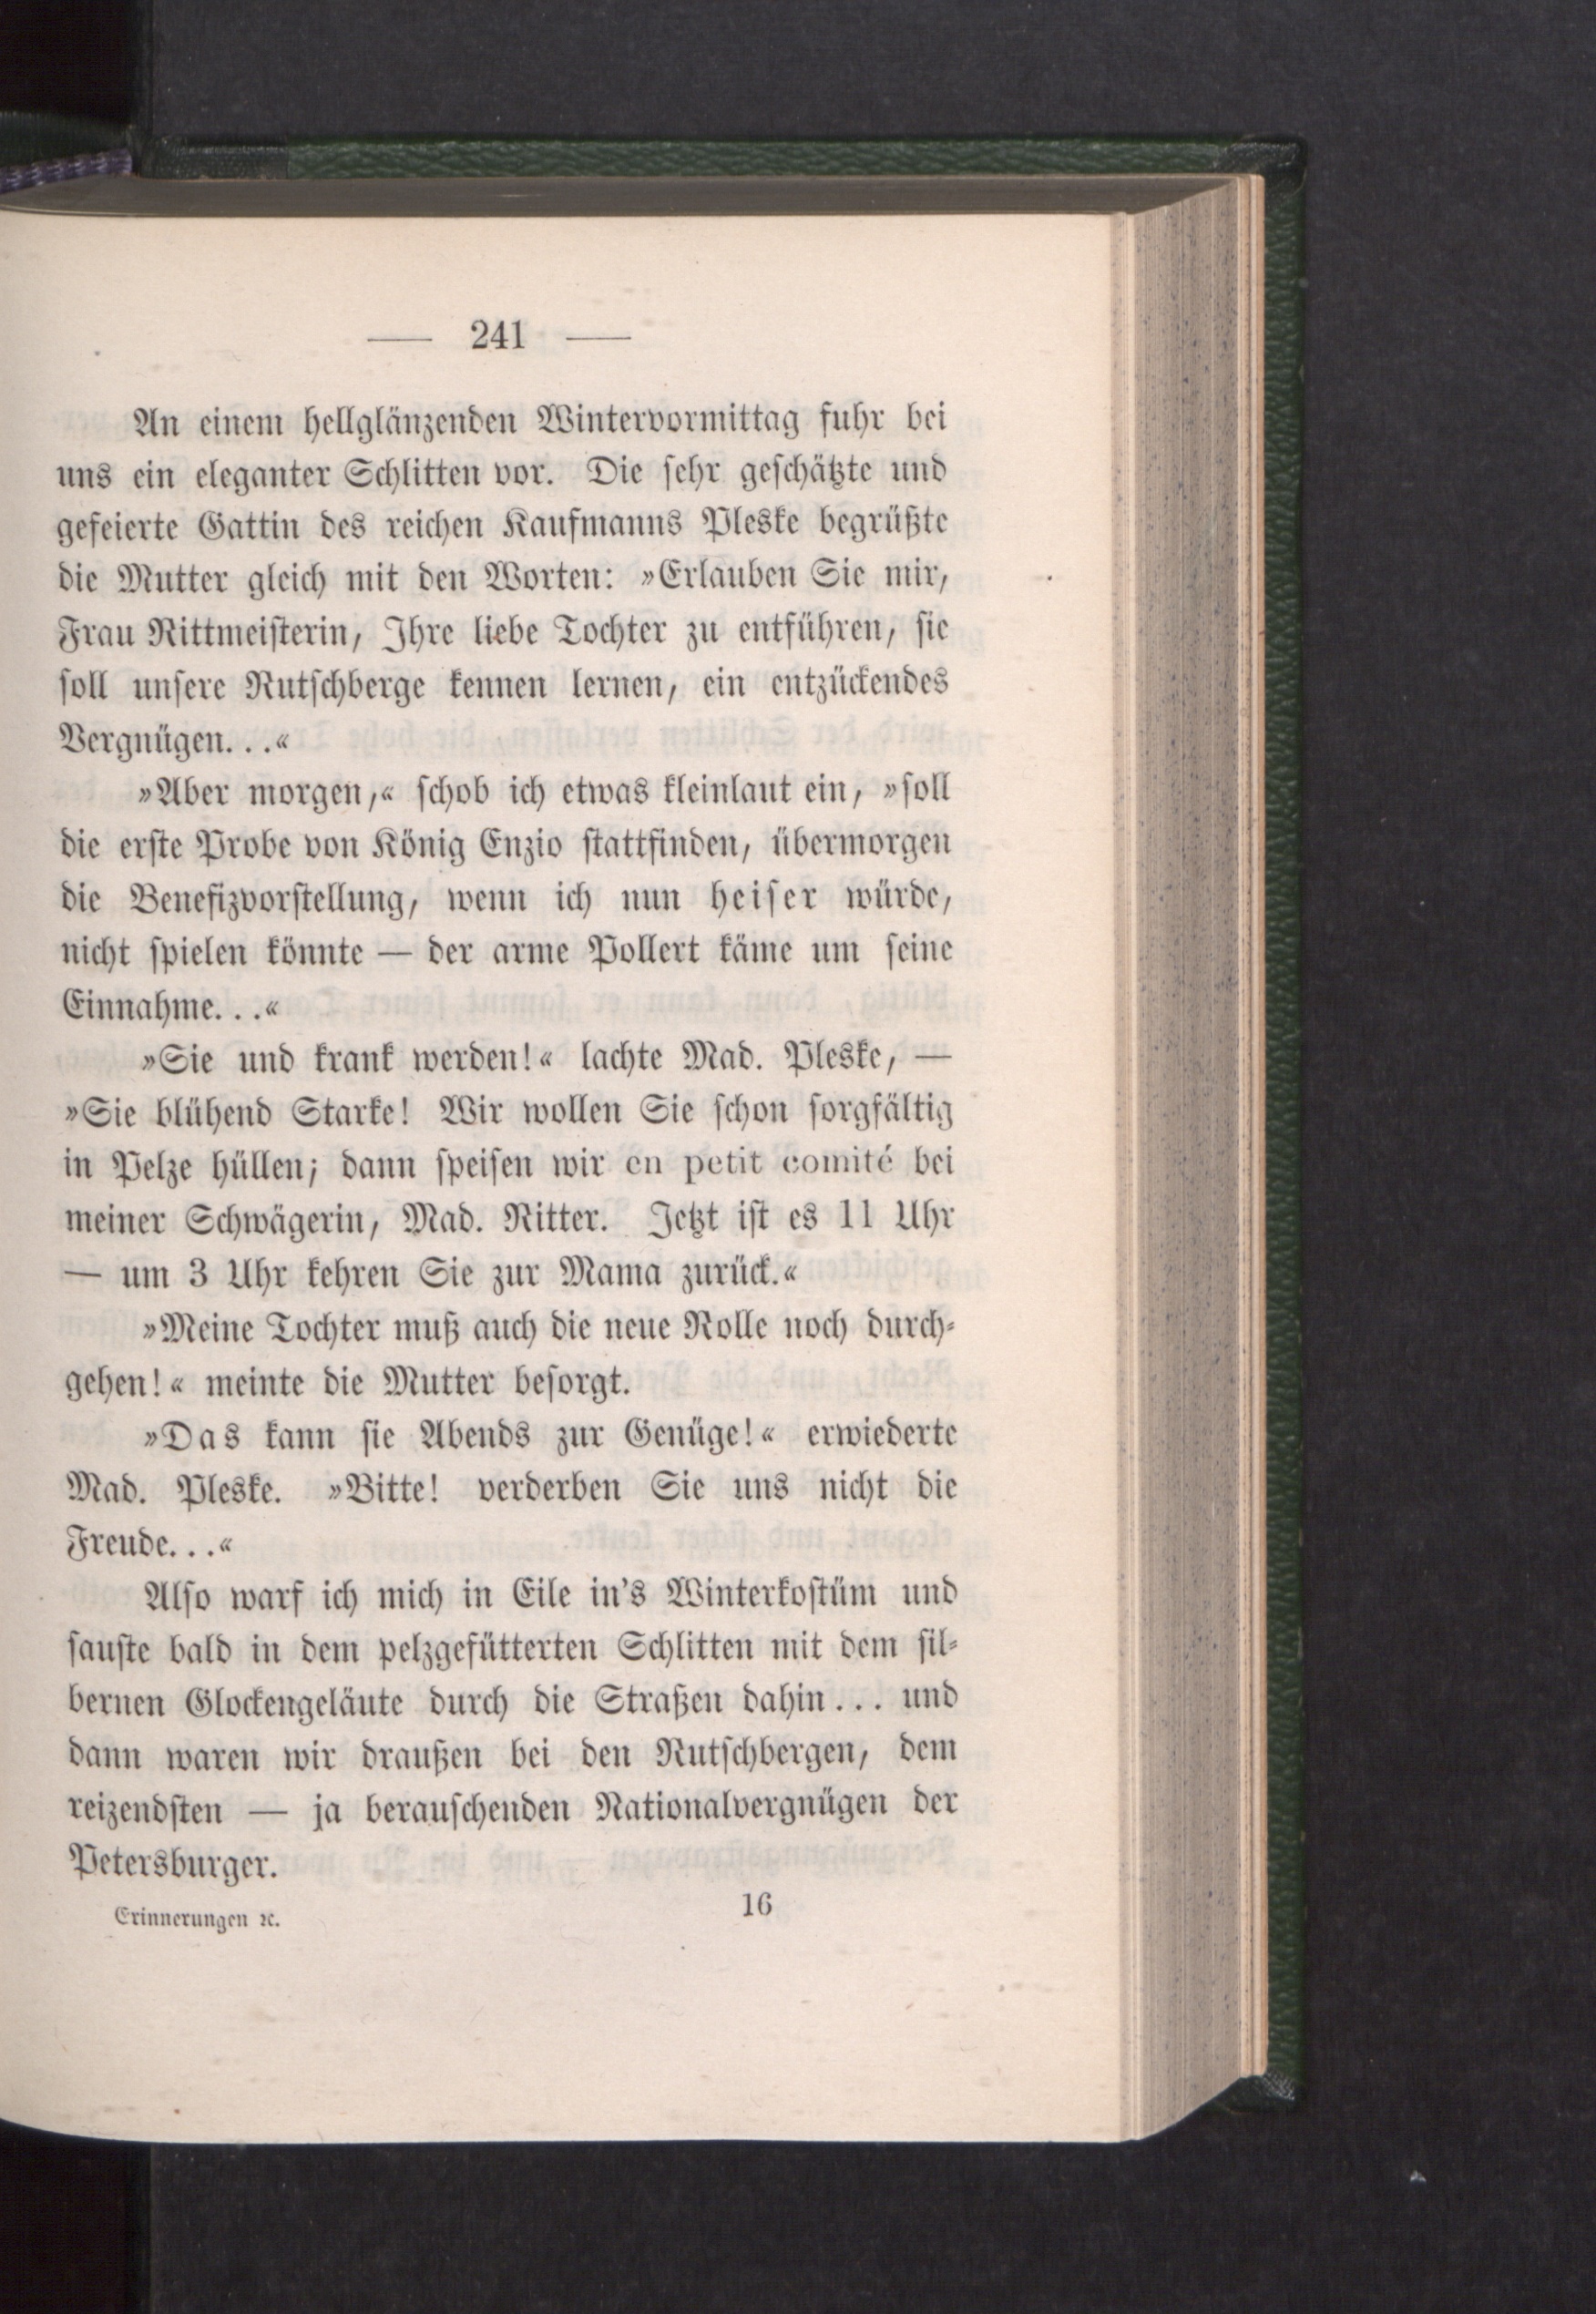 — 241 —
An einem hellglänzenden Wintervormittag fuhr bei
uns ein eleganter Schlitten vor. Die sehr geschätzte und
gefeierte Gattin des reichen Kaufmanns Pleske begrüßte
die Mutter gleich mit den Worten: »Erlauben Sie mir,
Frau Rittmeisterin, Ihre liebe Tochter zu entführen, sie
soll unsere Rutschberge kennen lernen, ein entzückendes
Vergnügen...«
»Aber morgen,« schob ich etwas kleinlaut ein, »soll
die erste Probe von König Enzio stattfinden, übermorgen
die Benefizvorstellung, wenn ich nun heiser würde,
nicht spielen könnte — der arme Pollert käme um seine
Einnahme...«
»Sie und krank werden!« lachte Mad. Pleske, —
»Sie blühend Starke! Wir wollen Sie schon sorgfältig
in Pelze hüllen; dann speisen wir en petit comité bei
meiner Schwägerin, Mad. Ritter. Jetzt ist es 11 Uhr
— um 3 Uhr kehren Sie zur Mama zurück.«
»Meine Tochter muß auch die neue Rolle noch durch-
gehen!« meinte die Mutter besorgt.
»Das kann sie Abends zur Genüge!« erwiederte
Mad. Pleske. »Bitte! verderben Sie uns nicht die
Freude...«
Also warf ich mich in Eile in's Winterkostüm und
sauste bald in dem pelzgefütterten Schlitten mit dem sil-
bernen Glockengeläute durch die Straßen dahin... und
dann waren wir draußen bei den Rutschbergen, dem
reizendsten — ja berauschenden Nationalvergnügen der
Petersburger.
Erinnerungen ꝛc. 16